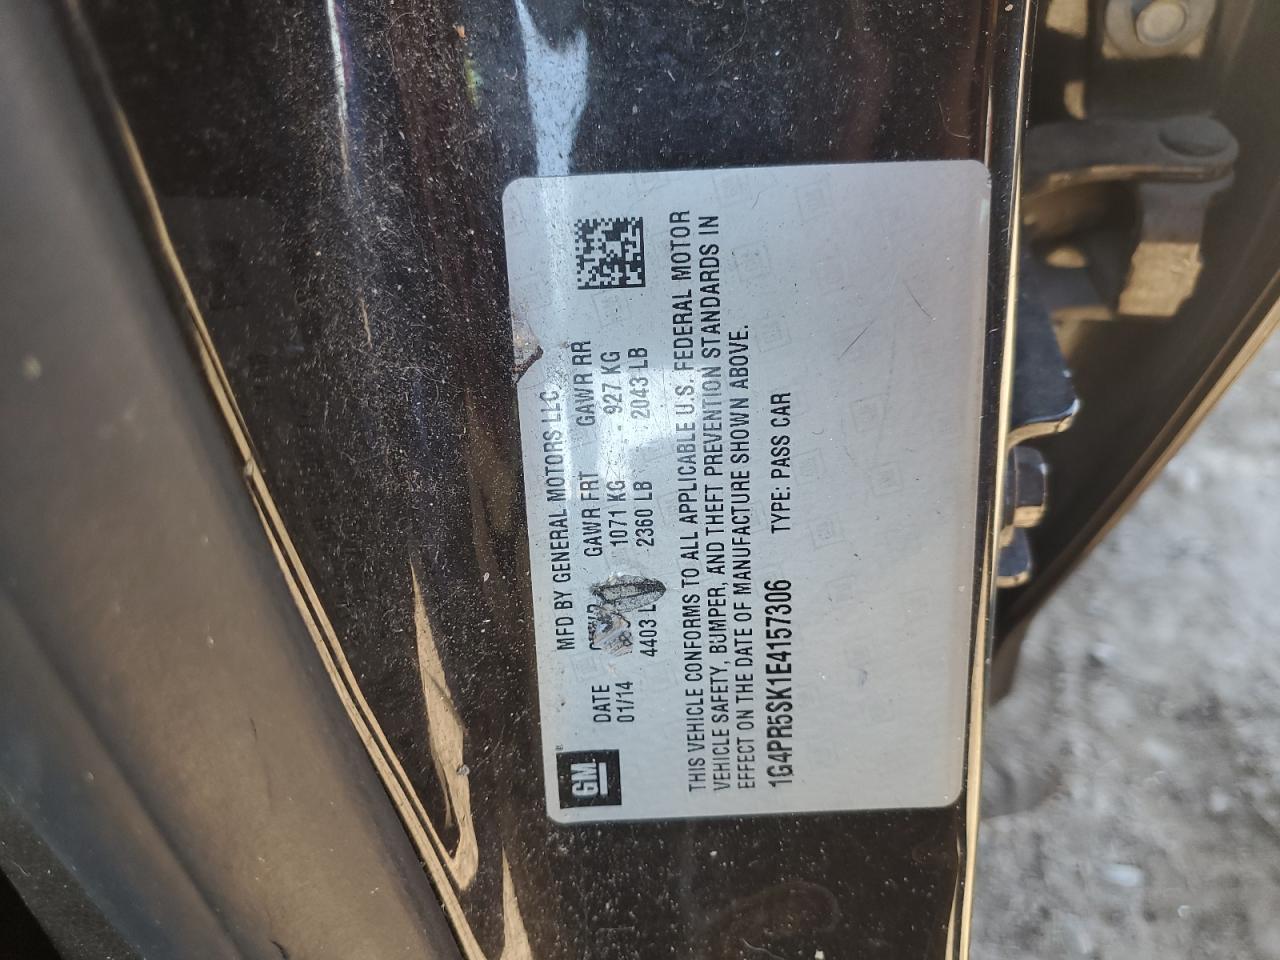 GM
MFD BY GENERAL MOTORS LLC
DATE GAWR FRT GAWR RR
01/14 1071 KG 927 KG
4403 L 2360 LB 2043 LB
THIS VEHICLE CONFORMS TO ALL APPLICABLE U.S. FEDERAL MOTOR
VEHICLE SAFETY, BUMPER, AND THEFT PREVENTION STANDARDS IN
EFFECT ON THE DATE OF MANUFACTURE SHOWN ABOVE.
1G4PR5SK1E4157306 TYPE: PASS CAR